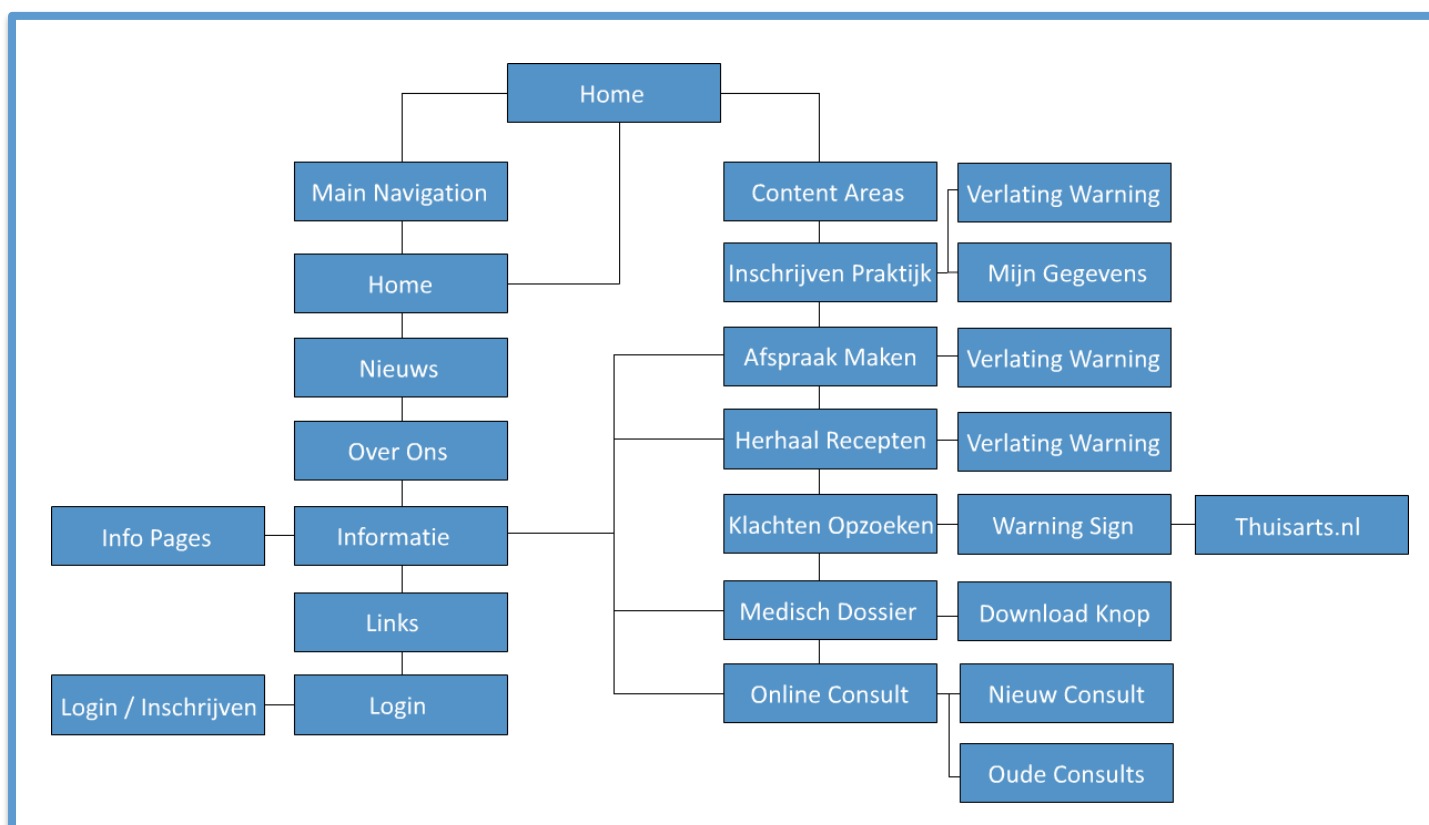 Home
Main Navigation
Content Areas
Verlating Warning
Home
Inschrijven Praktijk
Mijn Gegevens
Nieuws
Afspraak Maken
Verlating Warning
Over Ons
Herhaal Recepten
Verlating Warning
Info Pages
Informatie
Klachten Opzoeken
Warning Sign
Thuisarts.nl
Links
Medisch Dossier
Download Knop
Login / Inschrijven
Login
Online Consult
Nieuw Consult
Oude Consults